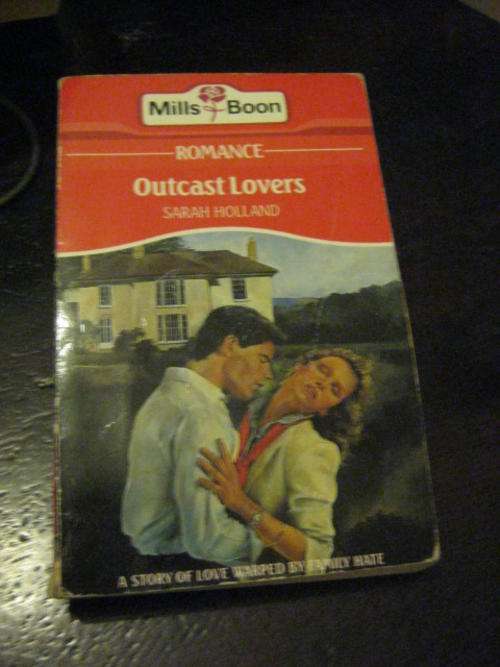 Mills & Boon
ROMANCE
Outcast Lovers
SARAH HOLLAND
A STORY OF LOVE WARPED BY FAMILY HATE